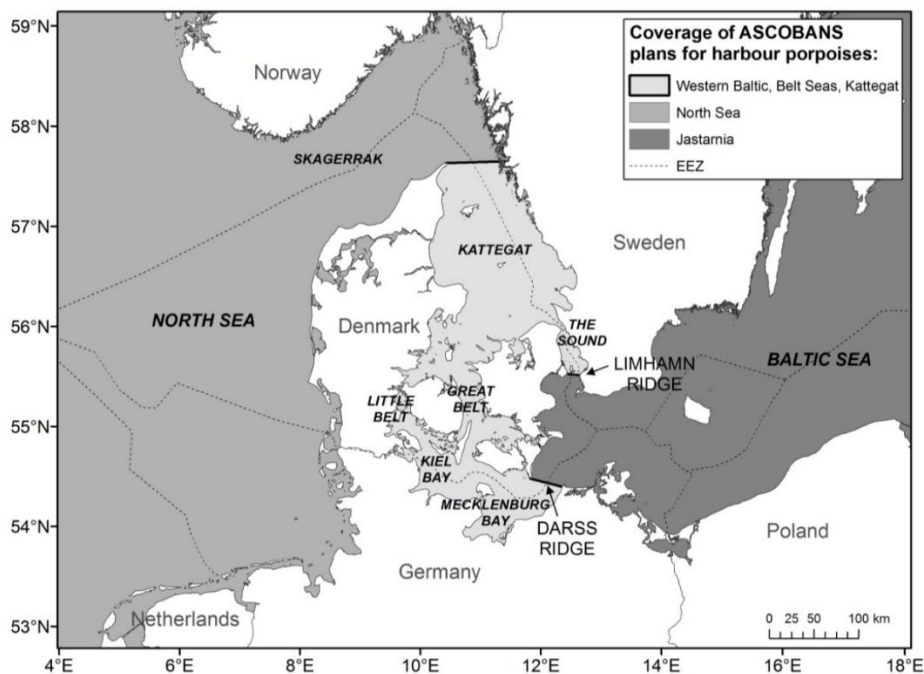 59°N
58°N
57°N
56°N
55°N
54°N
53°N
4°E
6°E
8°E
10°E
12°E
14°E
16°E
18°E
Coverage of ASCOBANS
plans for harbour porpoises:
Western Baltic, Belt Seas, Kattegat
North Sea
Jastarnia
EEZ
Norway
SKAGERRAK
KATTEGAT
Sweden
NORTH SEA
Denmark
THE
SOUND
BALTIC SEA
LIMHAMN
RIDGE
LITTLE
BELT
GREAT
BELT
KIEL
BAY
MECKLENBURG
BAY
DARSS
RIDGE
Poland
Germany
Netherlands
0 25 50 100 km